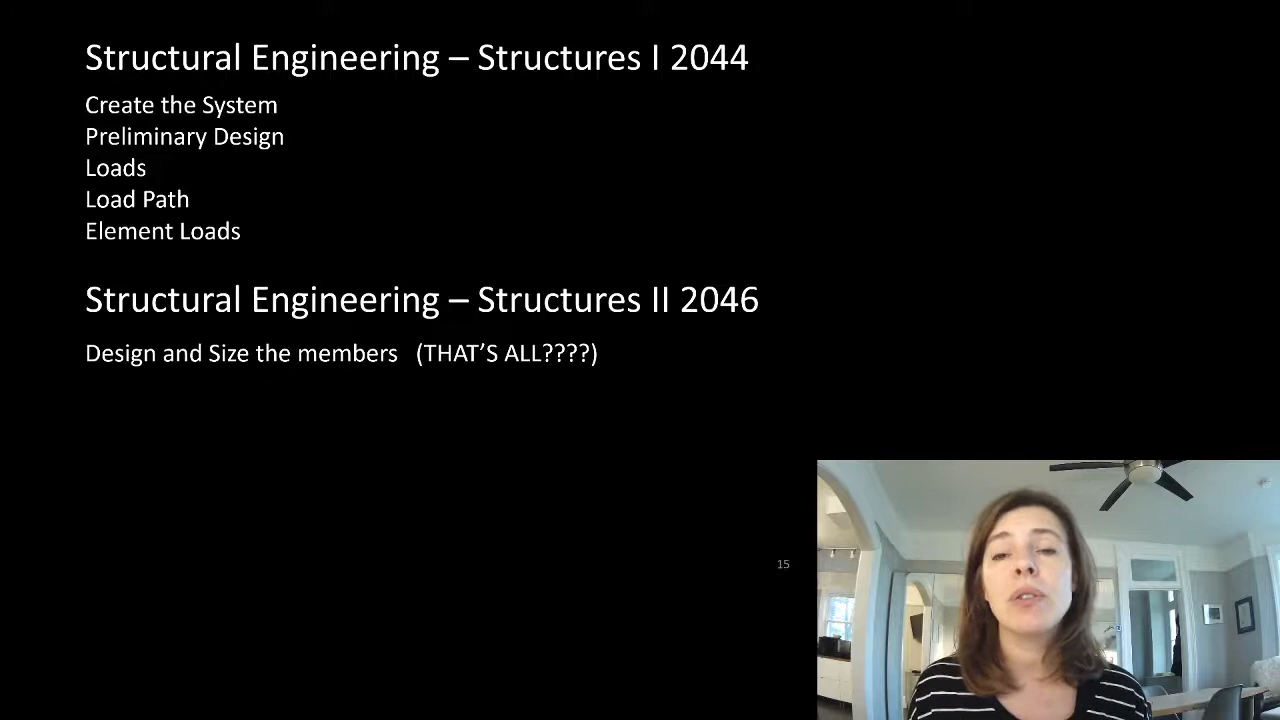 Structural Engineering – Structures I 2044
Create the System
Preliminary Design
Loads
Load Path
Element Loads
Structural Engineering – Structures II 2046
Design and Size the members (THAT’S ALL????)
15